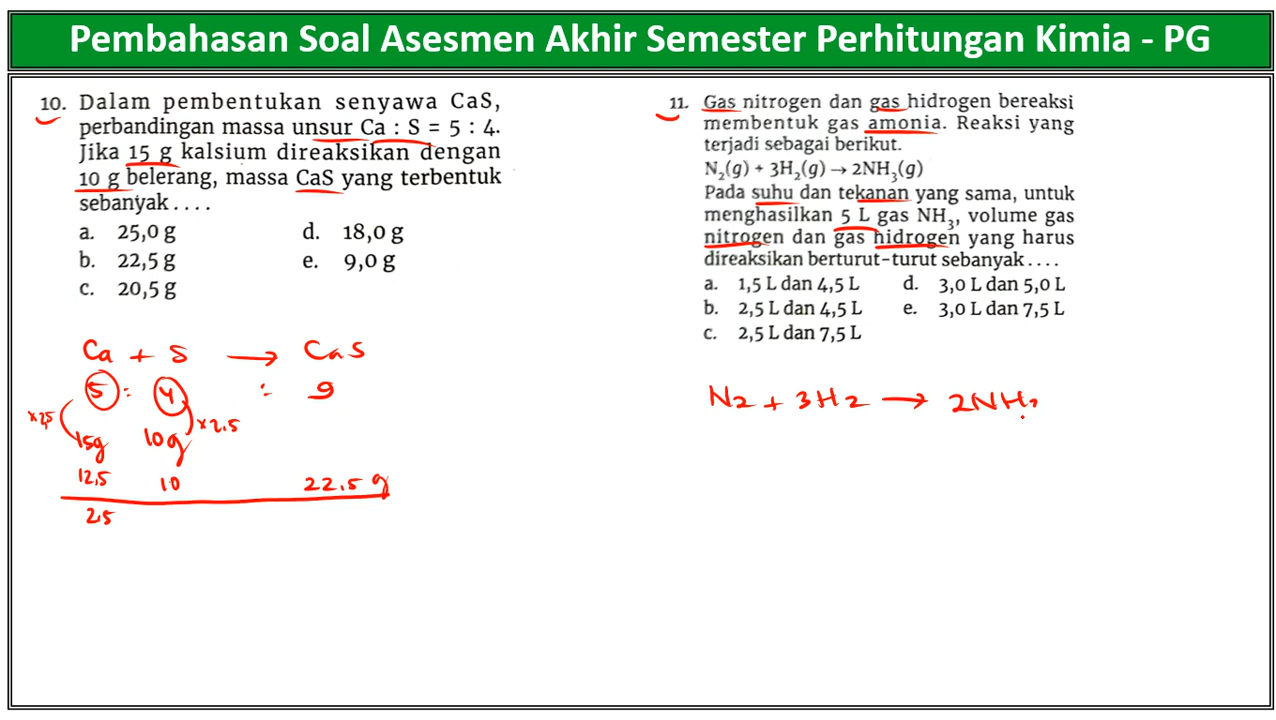 Pembahasan Soal Asesmen Akhir Semester Perhitungan Kimia - PG
10. Dalam pembentukan senyawa CaS,
perbandingan massa unsur Ca : S = 5 : 4.
Jika 15 g kalsium direaksikan dengan
10 g belerang, massa CaS yang terbentuk
sebanyak . . . .
a. 25,0 g d. 18,0 g
b. 22,5 g e. 9,0 g
c. 20,5 g
Ca + S → CaS
5 : 4 : 9
×2,5 ×2.5
15g 10g
12,5 10 22.5 g
2,5
11. Gas nitrogen dan gas hidrogen bereaksi
membentuk gas amonia. Reaksi yang
terjadi sebagai berikut.
N₂(g) + 3H₂(g) → 2NH₃(g)
Pada suhu dan tekanan yang sama, untuk
menghasilkan 5 L gas NH₃, volume gas
nitrogen dan gas hidrogen yang harus
direaksikan berturut-turut sebanyak . . . .
a. 1,5 L dan 4,5 L d. 3,0 L dan 5,0 L
b. 2,5 L dan 4,5 L e. 3,0 L dan 7,5 L
c. 2,5 L dan 7,5 L
N2 + 3H2 → 2NH